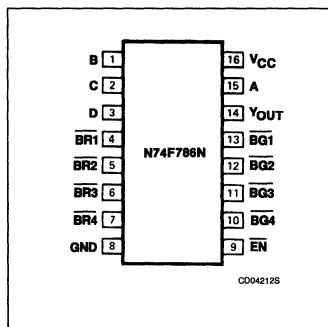 B 1 16 VCC
C 2 15 A
D 3 14 YOUT
BR1 4 13 BG1
N74F786N
BR2 5 12 BG2
BR3 6 11 BG3
BR4 7 10 BG4
GND 8 9 EN
CD04212S